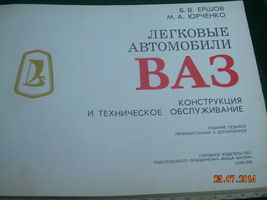 Б. В. ЕРШОВ
М. А. ЮРЧЕНКО
ЛЕГКОВЫЕ
АВТОМОБИЛИ
ВАЗ
КОНСТРУКЦИЯ
И ТЕХНИЧЕСКОЕ ОБСЛУЖИВАНИЕ
ИЗДАНИЕ СЕДЬМОЕ
ПЕРЕРАБОТАННОЕ И ДОПОЛНЕННОЕ
ГОЛОВНОЕ ИЗДАТЕЛЬСТВО
ИЗДАТЕЛЬСКОГО ОБЪЕДИНЕНИЯ «ВИЩА ШКОЛА»
23.07.2014